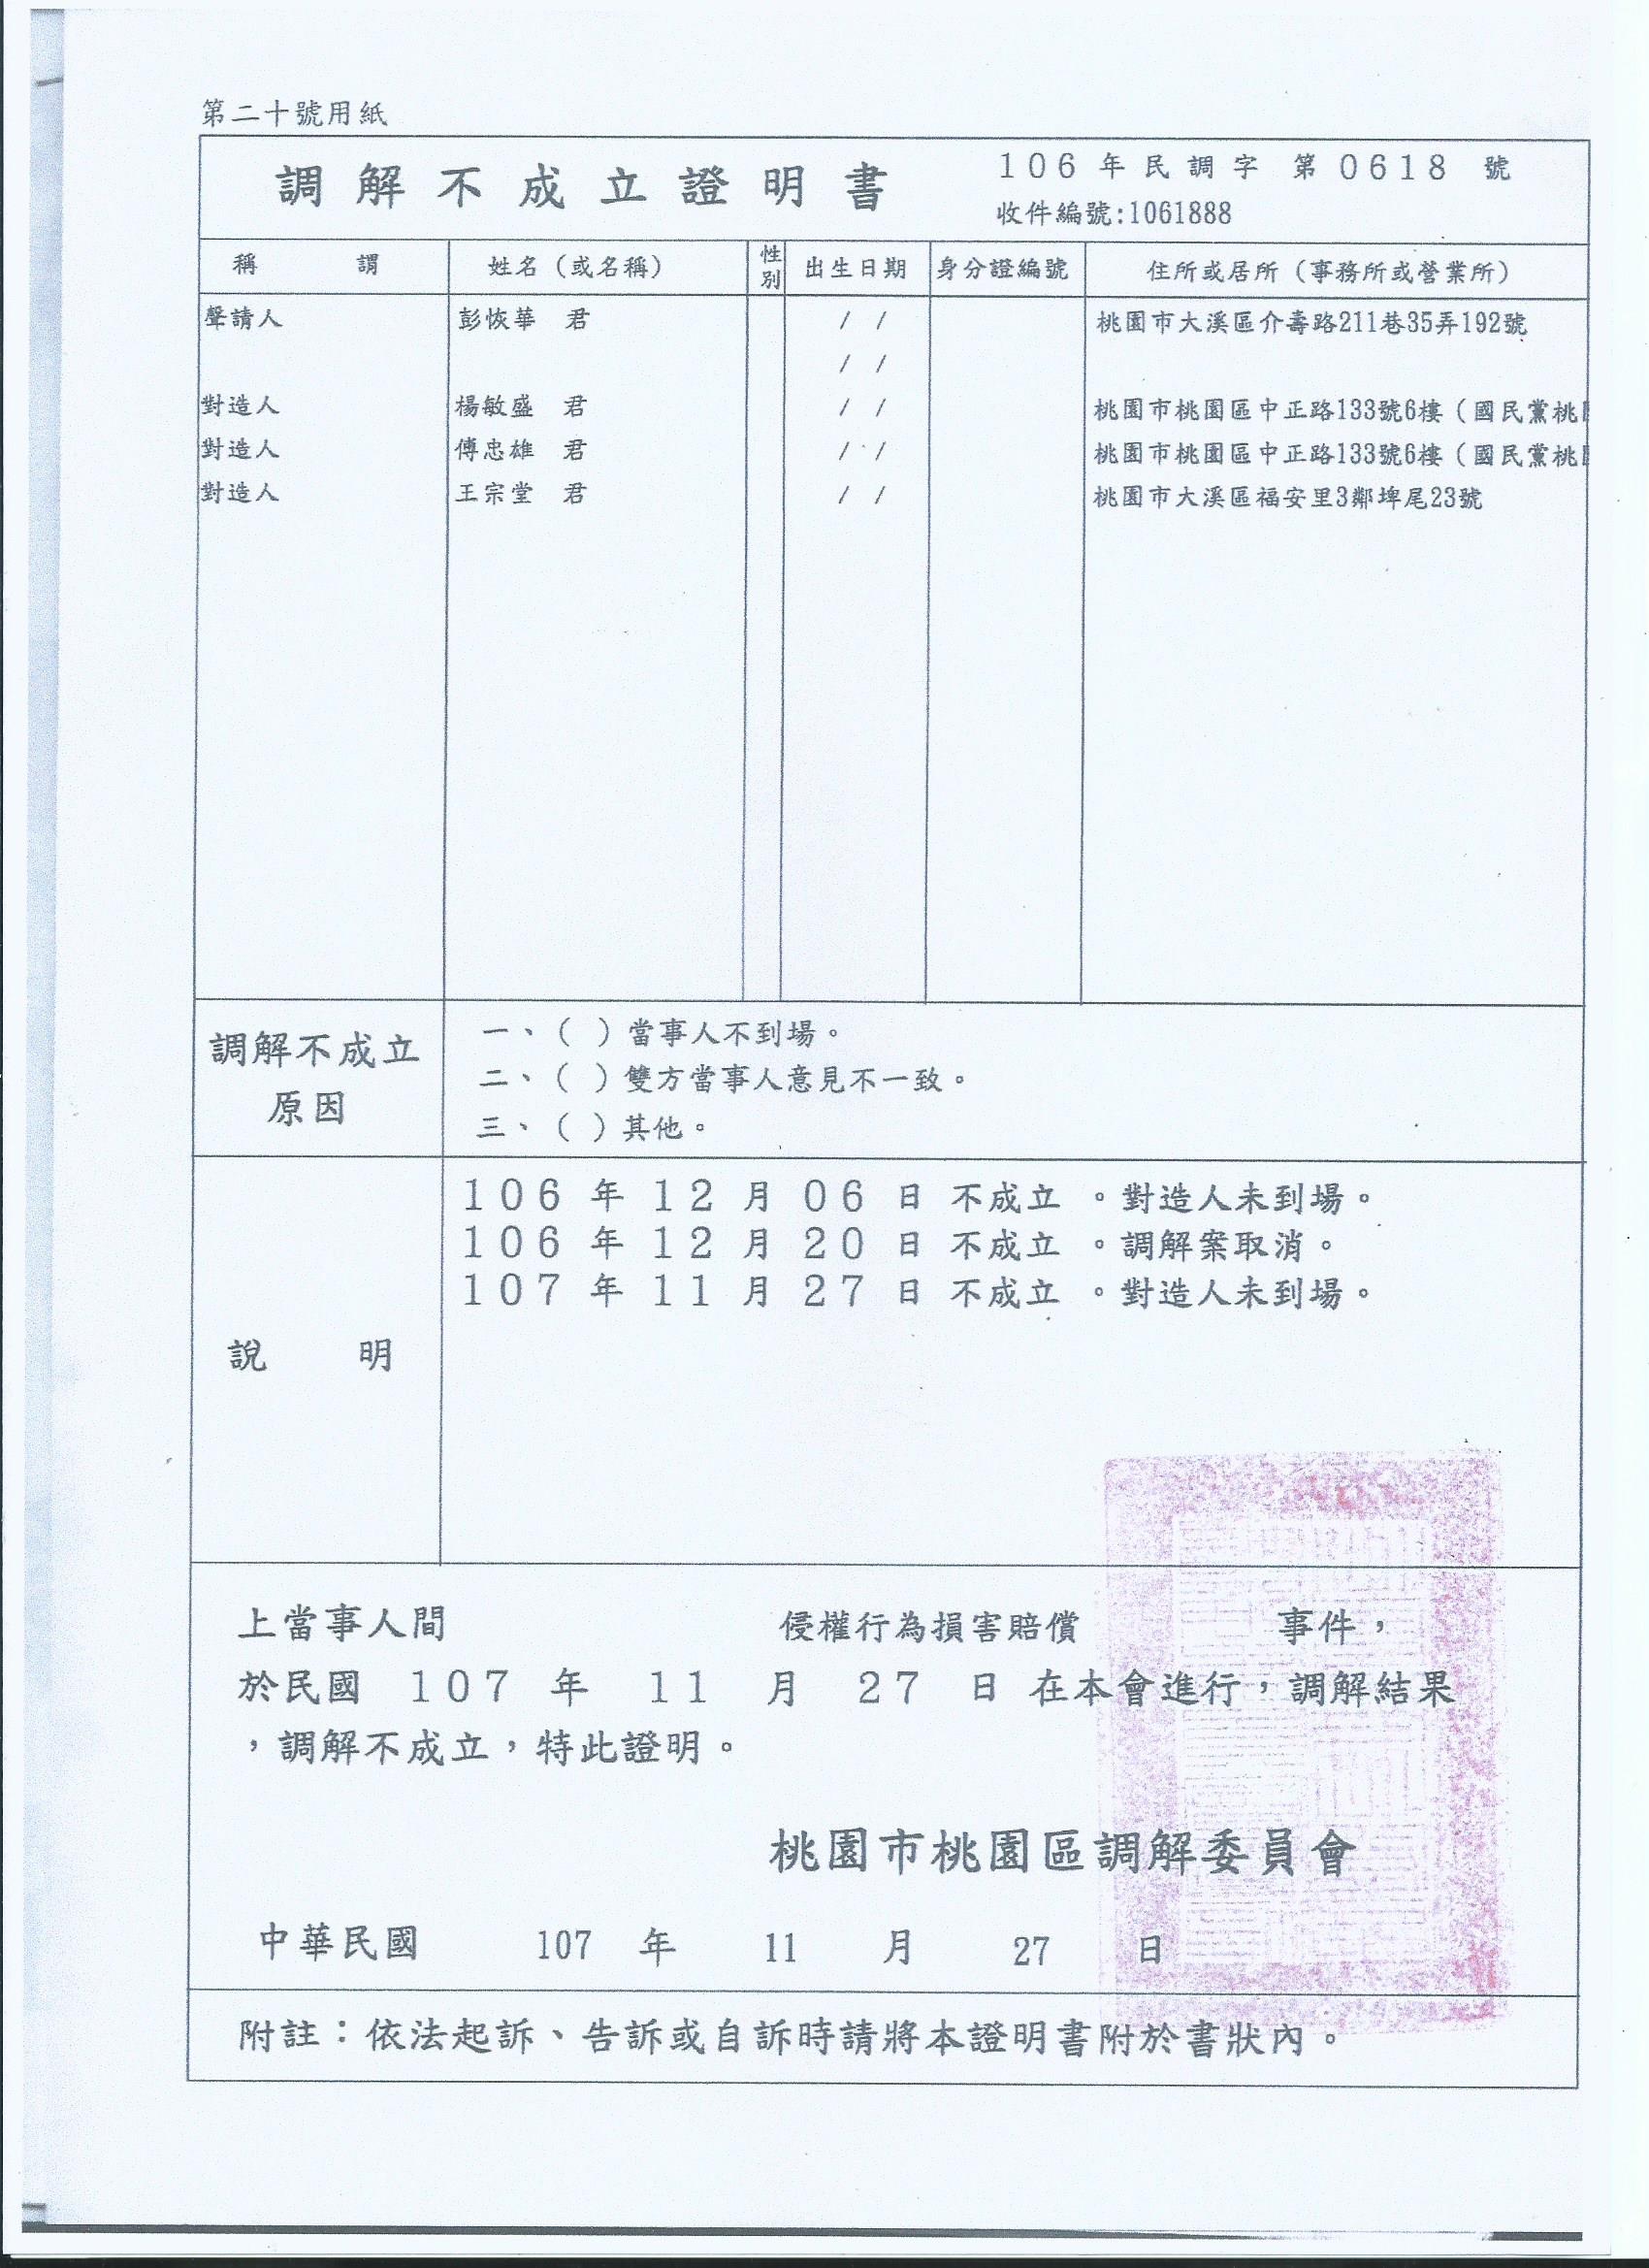 第二十號用紙
調解不成立證明書
106 年民調字 第 0618 號
收件編號:1061888
稱 謂 姓名（或名稱） 性別 出生日期 身分證編號 住所或居所（事務所或營業所）
聲請人 彭恢華 君 / / 桃園市大溪區介壽路211巷35弄192號
/ /
對造人 楊敏盛 君 / / 桃園市桃園區中正路133號6樓（國民黨桃
對造人 傅忠雄 君 / / 桃園市桃園區中正路133號6樓（國民黨桃
對造人 王宗堂 君 / / 桃園市大溪區福安里3鄰埤尾23號
調解不成立
原因
一、（ ）當事人不到場。
二、（ ）雙方當事人意見不一致。
三、（ ）其他。
說 明
106 年 12 月 06 日 不成立 。對造人未到場。
106 年 12 月 20 日 不成立 。調解案取消。
107 年 11 月 27 日 不成立 。對造人未到場。
上當事人間 侵權行為損害賠償 事件，
於民國 107 年 11 月 27 日 在本會進行，調解結果
，調解不成立，特此證明。
桃園市桃園區調解委員會
中華民國 107 年 11 月 27 日
附註：依法起訴、告訴或自訴時請將本證明書附於書狀內。